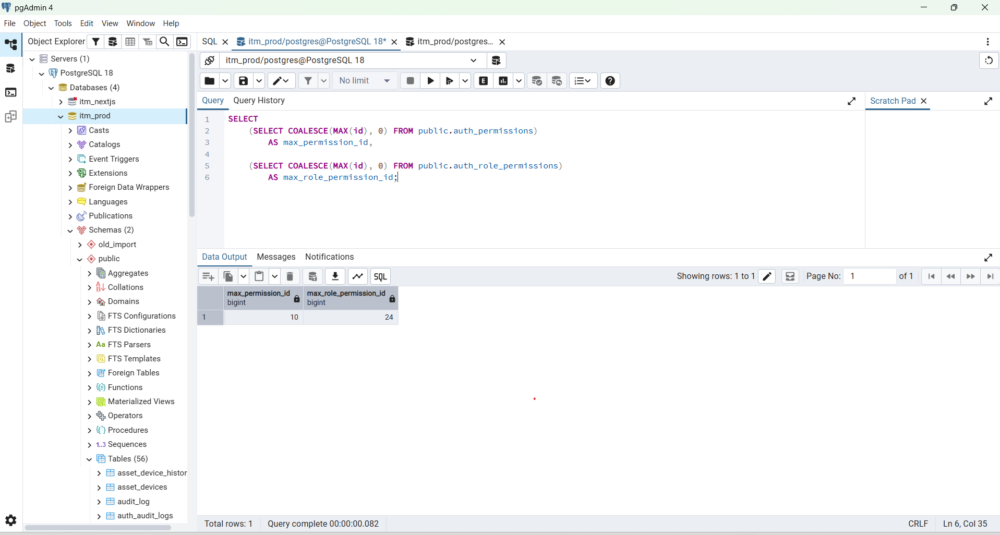 pgAdmin 4
File Object Tools Edit View Window Help
Object Explorer
SQL
itm_prod/postgres@PostgreSQL 18*
itm_prod/postgres...
Servers (1)
PostgreSQL 18
Databases (4)
itm_nextjs
itm_prod
Casts
Catalogs
Event Triggers
Extensions
Foreign Data Wrappers
Languages
Publications
Schemas (2)
old_import
public
Aggregates
Collations
Domains
FTS Configurations
FTS Dictionaries
Aa FTS Parsers
FTS Templates
Foreign Tables
Functions
Materialized Views
Operators
Procedures
1..3 Sequences
Tables (56)
asset_device_histor
asset_devices
audit_log
auth_audit_logs
itm_prod/postgres@PostgreSQL 18
No limit
E
Query Query History
Scratch Pad
1 SELECT
2 (SELECT COALESCE(MAX(id), 0) FROM public.auth_permissions)
3 AS max_permission_id,
4
5 (SELECT COALESCE(MAX(id), 0) FROM public.auth_role_permissions)
6 AS max_role_permission_id;
Data Output Messages Notifications
SQL
Showing rows: 1 to 1
Page No: 1 of 1
max_permission_id
bigint
max_role_permission_id
bigint
1 10 24
Total rows: 1 Query complete 00:00:00.082
CRLF Ln 6, Col 35